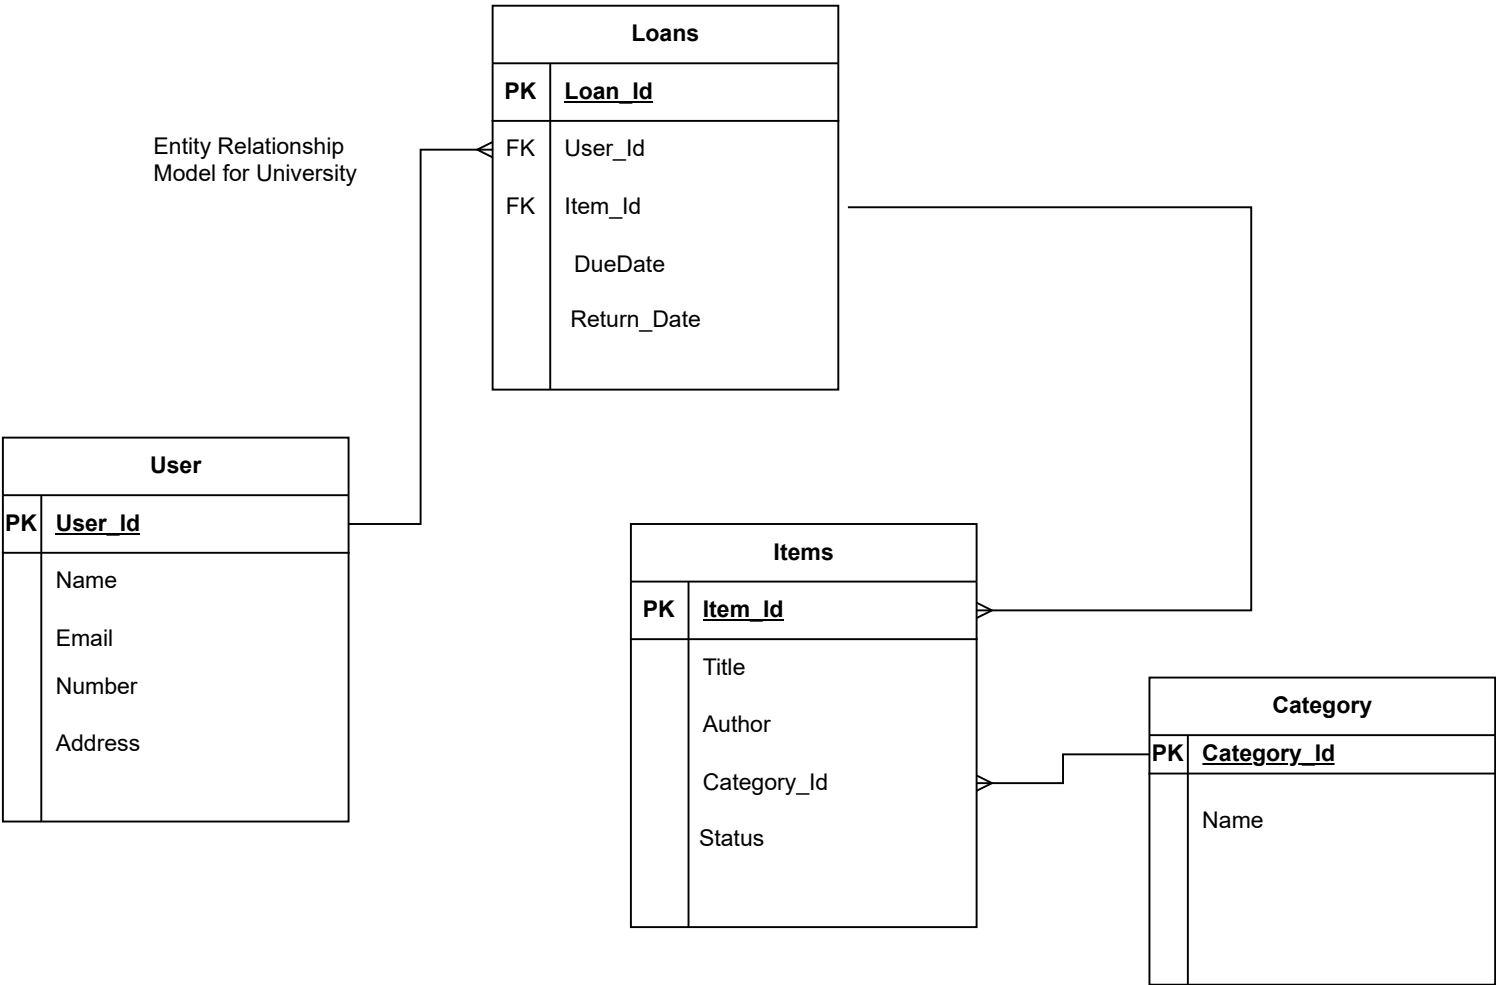 Entity Relationship
Model for University
Loans
PK Loan_Id
FK User_Id
FK Item_Id
DueDate
Return_Date
User
PK User_Id
Name
Email
Number
Address
Items
PK Item_Id
Title
Author
Category_Id
Status
Category
PK Category_Id
Name